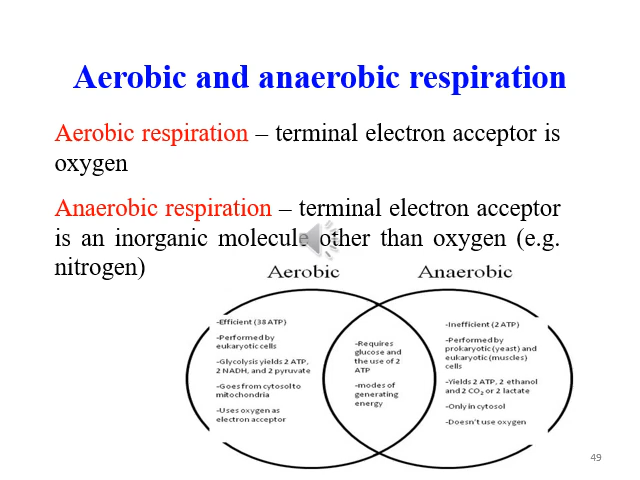 Aerobic and anaerobic respiration
Aerobic respiration – terminal electron acceptor is
oxygen
Anaerobic respiration – terminal electron acceptor
is an inorganic molecule other than oxygen (e.g.
nitrogen)
Aerobic
-Efficient (38 ATP)
-Performed by
eukaryotic cells
-Glycolysis yields 2 ATP,
2 NADH, and 2 pyruvate
-Goes from cytosol to
mitochondria
-Uses oxygen as
electron acceptor
-Requires
glucose and
the use of 2
ATP
-modes of
generating
energy
Anaerobic
-Inefficient (2 ATP)
-Performed by
prokaryotic (yeast) and
eukaryotic (muscles)
cells
-Yields 2 ATP, 2 ethanol
and 2 CO₂ or 2 lactate
-Only in cytosol
-Doesn't use oxygen
49